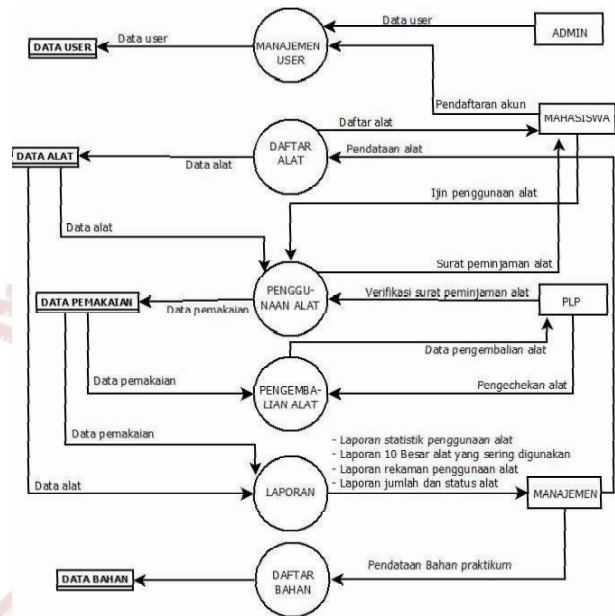 Data user
ADMIN
Data user
MANAJEMEN
USER
DATA USER
Pendaftaran akun
MAHASISWA
Daftar alat
DAFTAR
ALAT
Pendataan alat
DATA ALAT
Data alat
Ijin penggunaan alat
Data alat
Surat peminjaman alat
PENGGU-
NAAN ALAT
Verifikasi surat peminjaman alat
PLP
DATA PEMAKAIAN
Data pemakaian
Data pengembalian alat
Data pemakaian
PENGEMBA-
LIAN ALAT
Pengechekan alat
Data pemakaian
- Laporan statistik penggunaan alat
- Laporan 10 Besar alat yang sering digunakan
- Laporan rekaman penggunaan alat
- Laporan jumlah dan status alat
Data alat
LAPORAN
MANAJEMEN
Pendataan Bahan praktikum
DATA BAHAN
DAFTAR
BAHAN